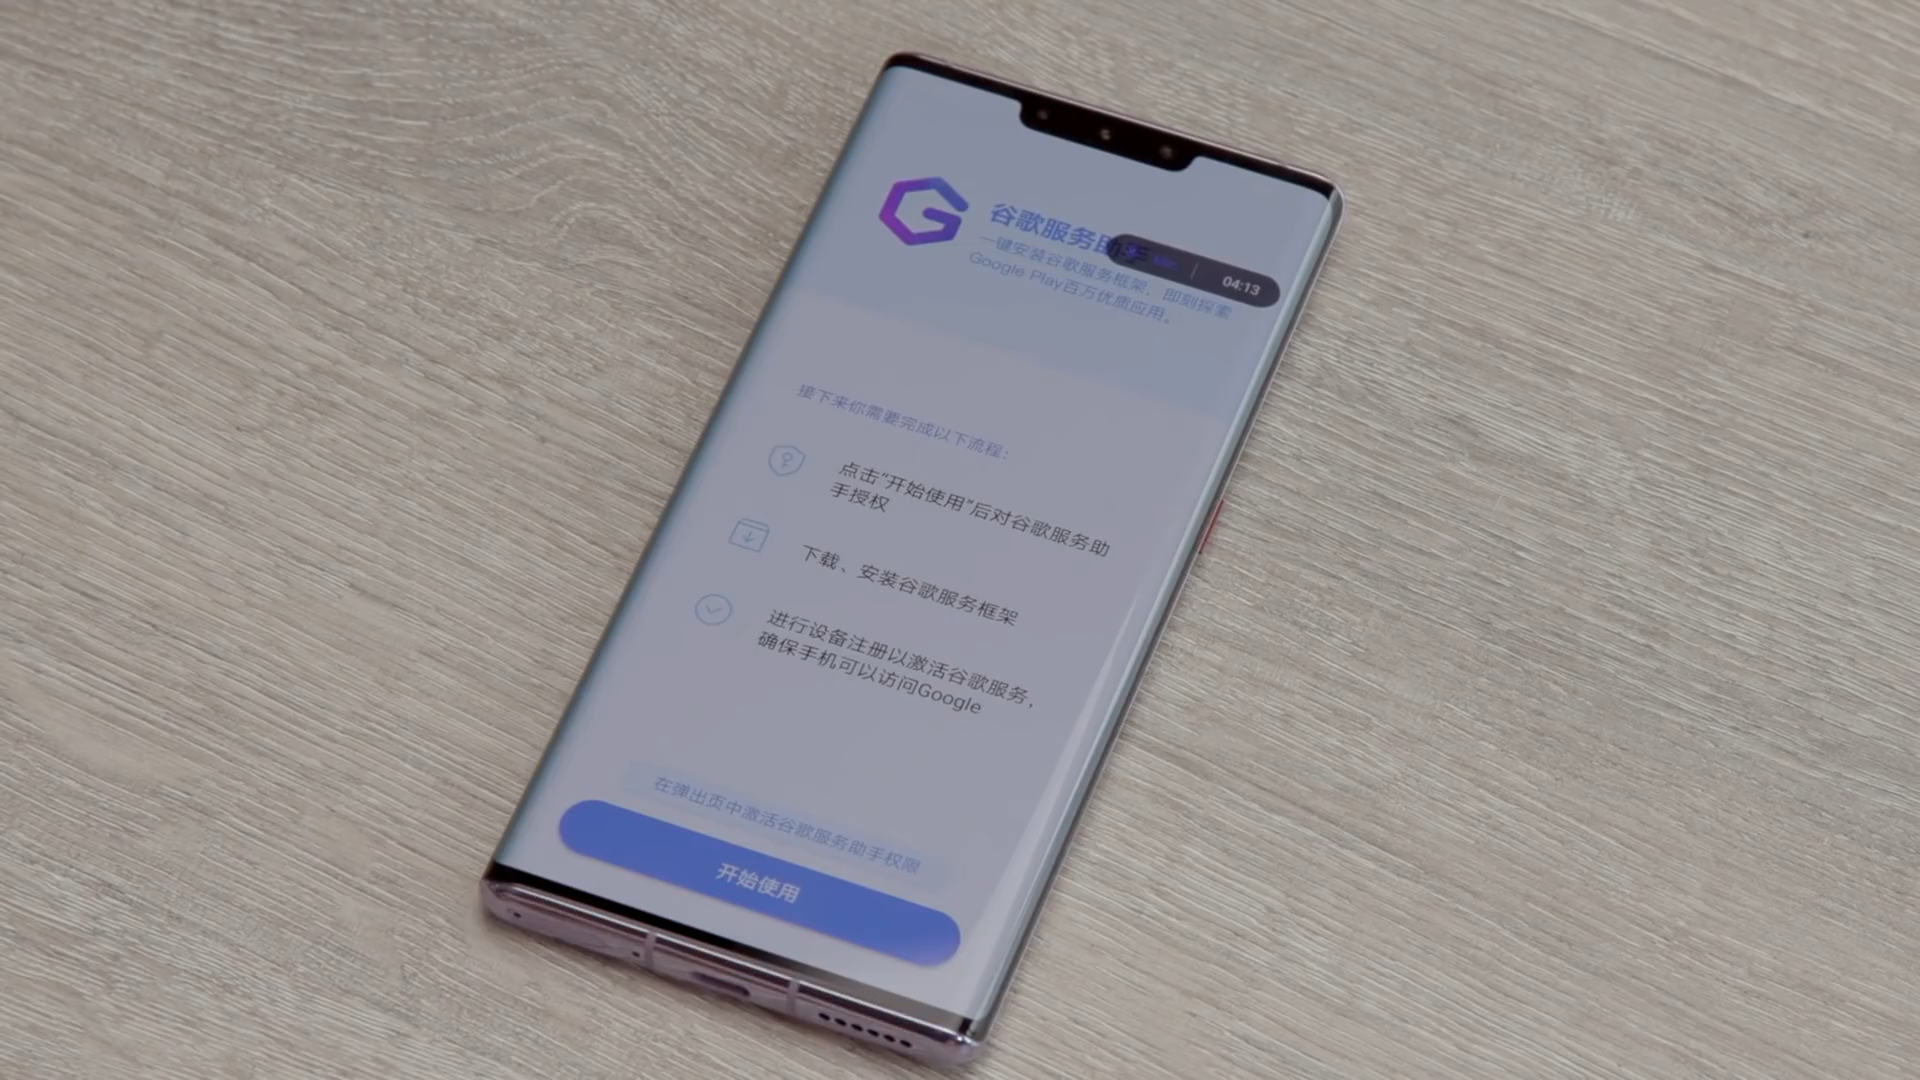 谷歌服务助手
04:13
一键安装谷歌服务框架，即刻探索
Google Play百万优质应用。
接下来你需要完成以下流程：
点击“开始使用”后对谷歌服务助
手授权
下载、安装谷歌服务框架
进行设备注册以激活谷歌服务，
确保手机可以访问Google
在弹出页中激活谷歌服务助手权限
开始使用